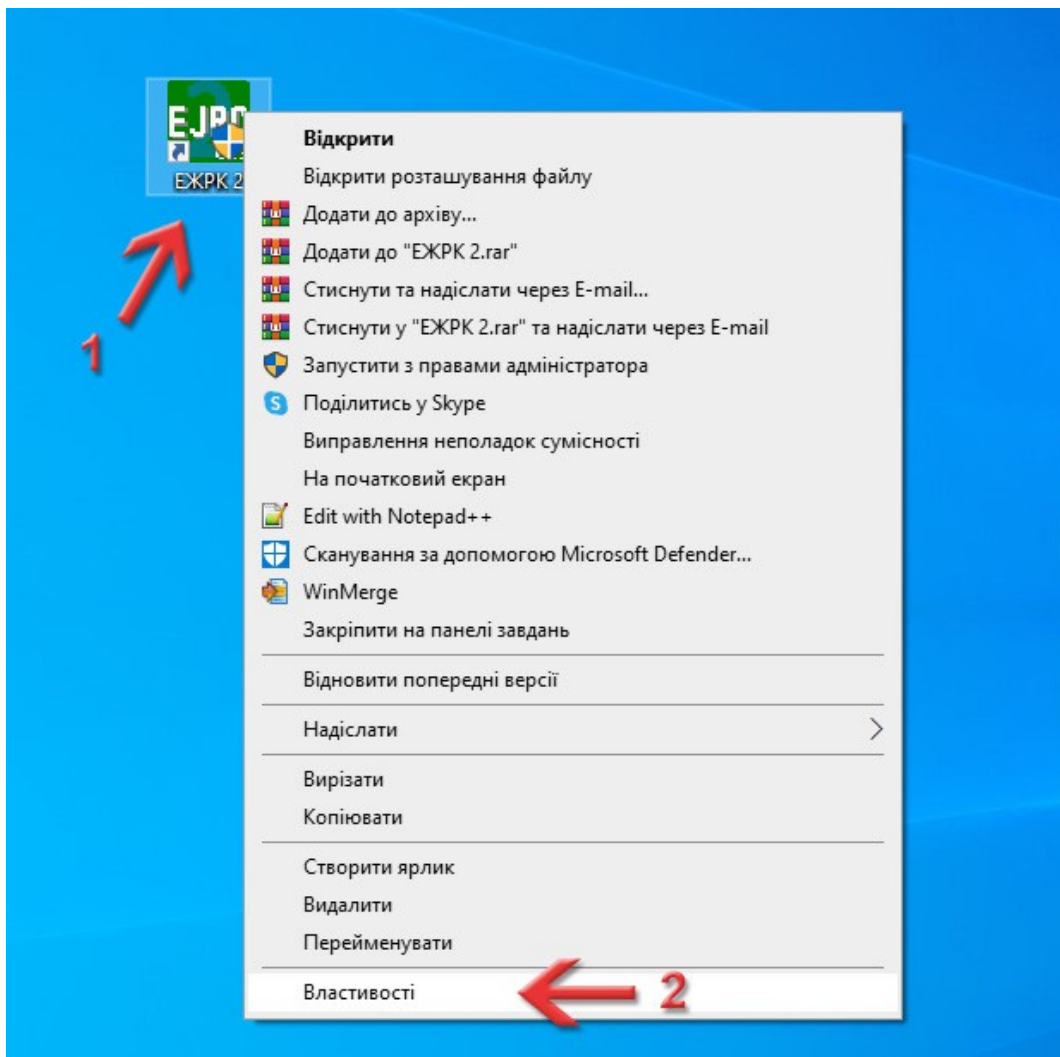 EJRC
ЕЖРК 2
1
Відкрити
Відкрити розташування файлу
Додати до архіву...
Додати до "ЕЖРК 2.rar"
Стиснути та надіслати через E-mail...
Стиснути у "ЕЖРК 2.rar" та надіслати через E-mail
Запустити з правами адміністратора
S Поділитись у Skype
Виправлення неполадок сумісності
На початковий екран
Edit with Notepad++
Сканування за допомогою Microsoft Defender...
WinMerge
Закріпити на панелі завдань
Відновити попередні версії
Надіслати
Вирізати
Копіювати
Створити ярлик
Видалити
Перейменувати
Властивості
2